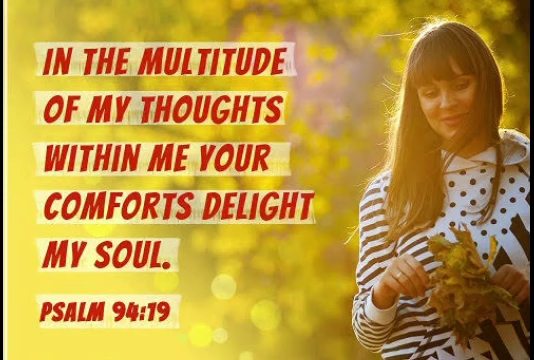 IN THE MULTITUDE
OF MY THOUGHTS
WITHIN ME YOUR
COMFORTS DELIGHT
MY SOUL.
PSALM 94:19